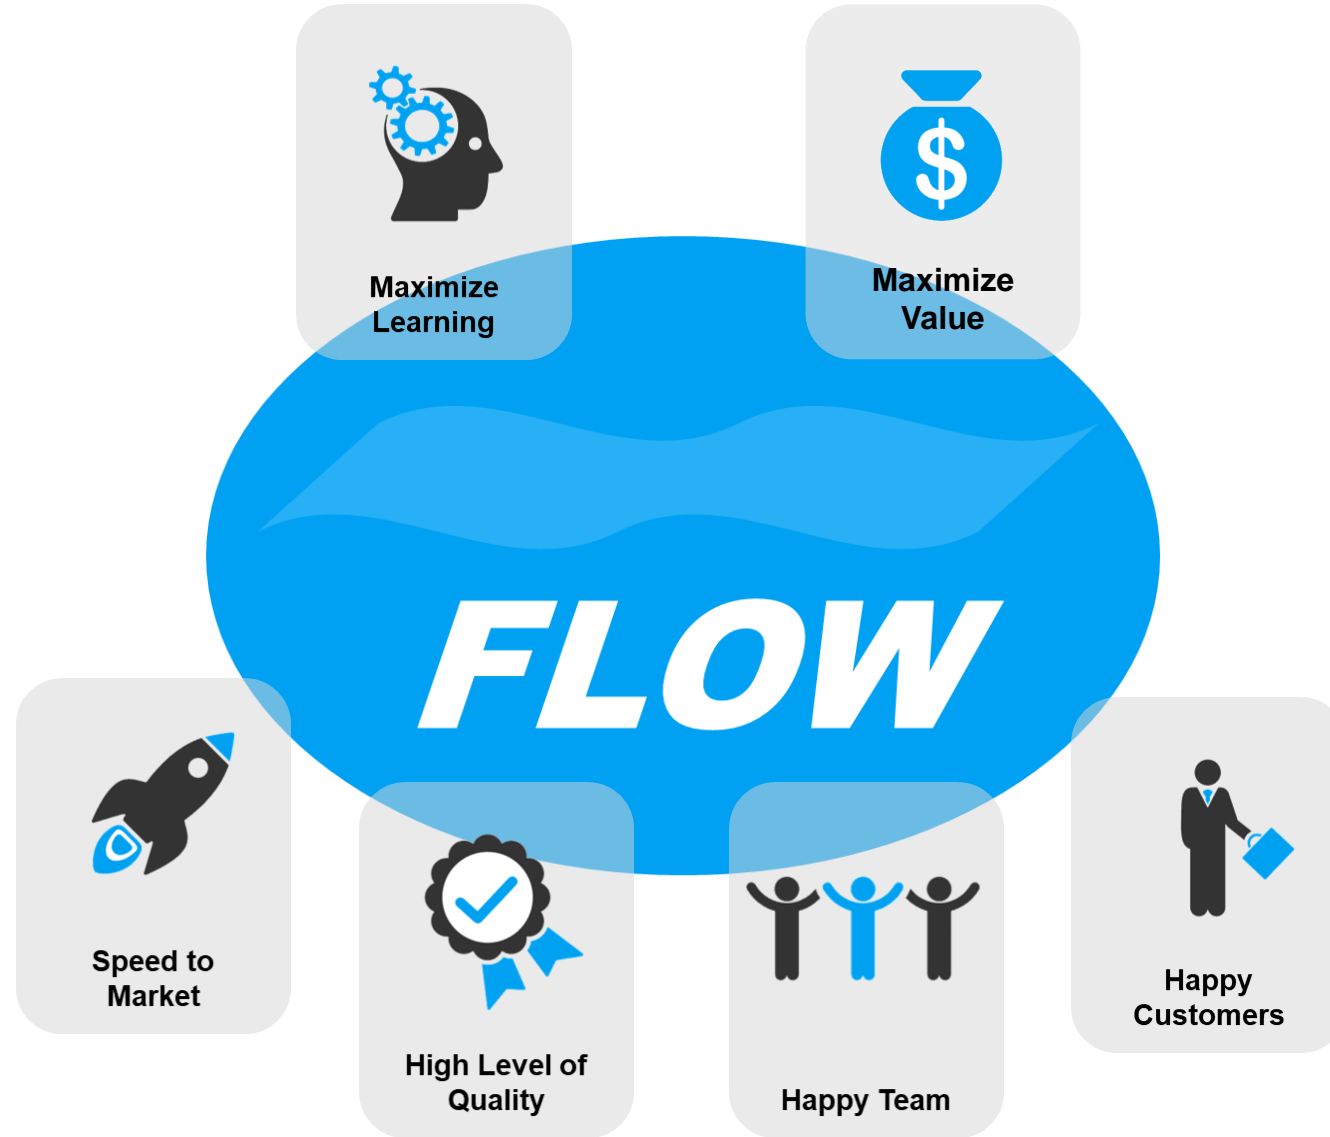 Maximize
Learning
$
Maximize
Value
FLOW
Speed to
Market
High Level of
Quality
Happy Team
Happy
Customers